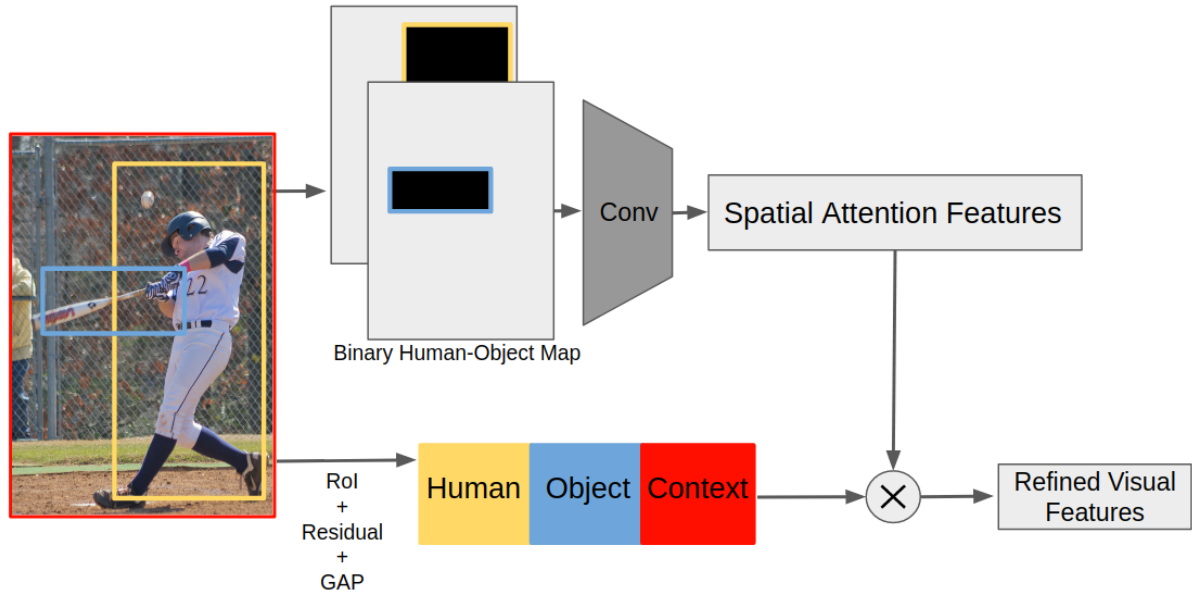 Binary Human-Object Map
Conv
Spatial Attention Features
22
RoI
+
Residual
+
GAP
Human
Object
Context
Refined Visual
Features